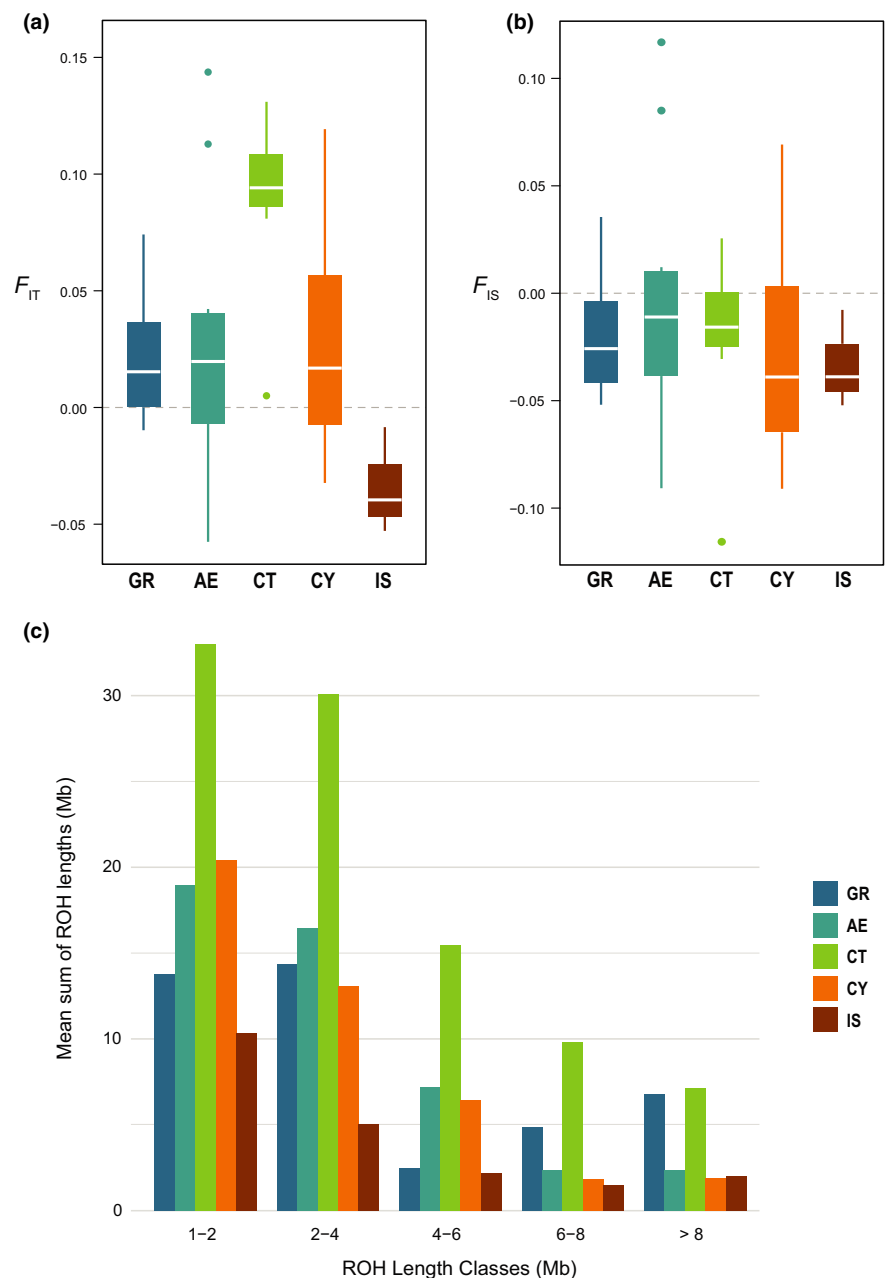 (a)
0.15
0.10
0.05
0.00
−0.05
FIT
GR AE CT CY IS
(b)
0.10
0.05
0.00
−0.05
−0.10
FIS
GR AE CT CY IS
(c)
30
20
10
0
Mean sum of ROH lengths (Mb)
1−2 2−4 4−6 6−8 > 8
ROH Length Classes (Mb)
GR
AE
CT
CY
IS